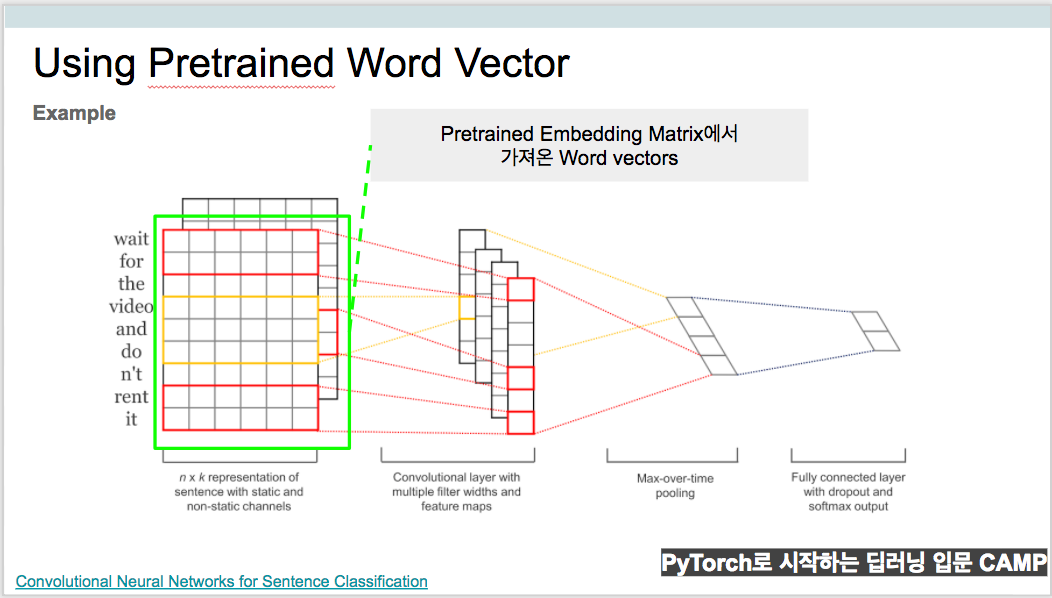 Using Pretrained Word Vector
Example
Pretrained Embedding Matrix에서
가져온 Word vectors
wait
for
the
video
and
do
n't
rent
it
n x k representation of
sentence with static and
non-static channels
Convolutional layer with
multiple filter widths and
feature maps
Max-over-time
pooling
Fully connected layer
with dropout and
softmax output
PyTorch로 시작하는 딥러닝 입문 CAMP
Convolutional Neural Networks for Sentence Classification